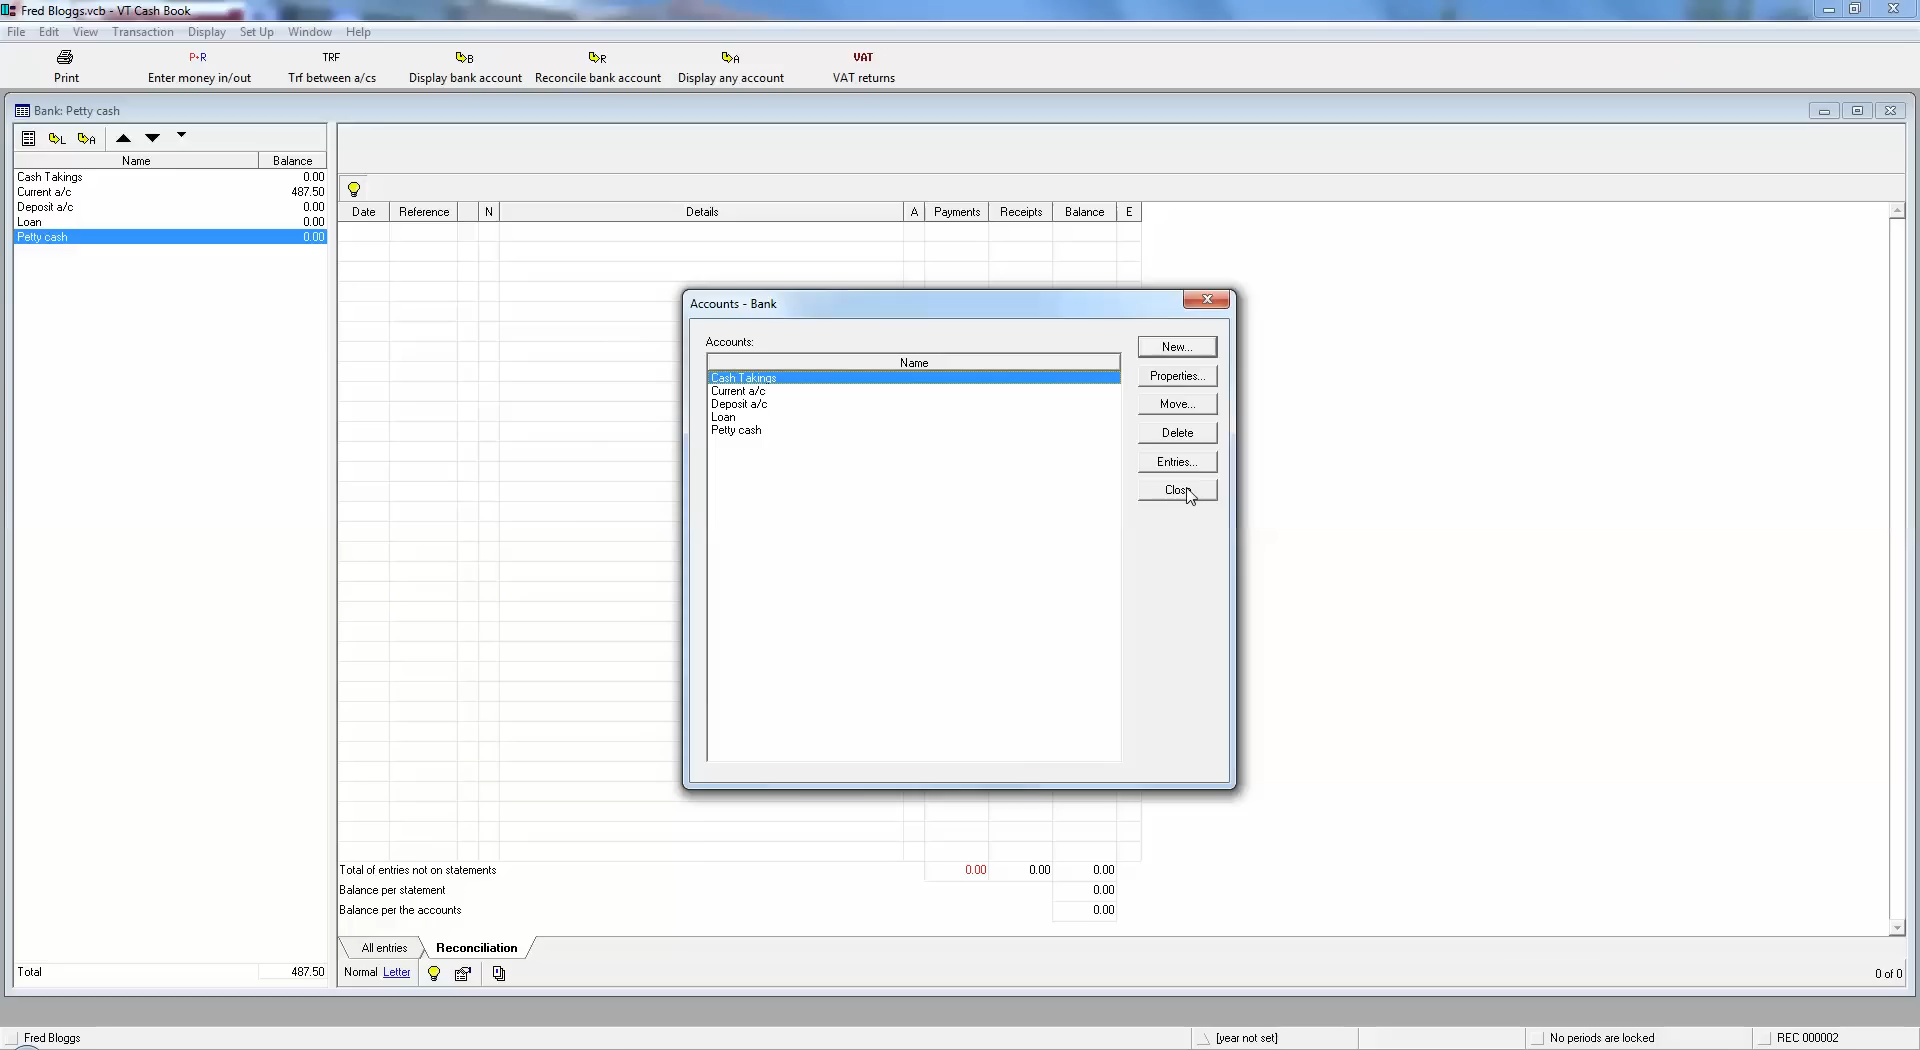 Fred Bloggs.vcb - VT Cash Book
File Edit View Transaction Display Set Up Window Help
P+R TRF B R A VAT
Print Enter money in/out Trf between a/cs Display bank account Reconcile bank account Display any account VAT returns
Bank: Petty cash
L A
Name Balance
Cash Takings 0.00
Current a/c 487.50
Deposit a/c 0.00
Loan 0.00
Petty cash 0.00
Date Reference N Details A Payments Receipts Balance E
Accounts - Bank
Accounts:
Name
Cash Takings
Current a/c
Deposit a/c
Loan
Petty cash
New...
Properties...
Move...
Delete
Entries...
Close
Total of entries not on statements 0.00 0.00 0.00
Balance per statement 0.00
Balance per the accounts 0.00
All entries Reconciliation
Total 487.50
Normal Letter
0 of 0
Fred Bloggs [year not set] No periods are locked REC 000002